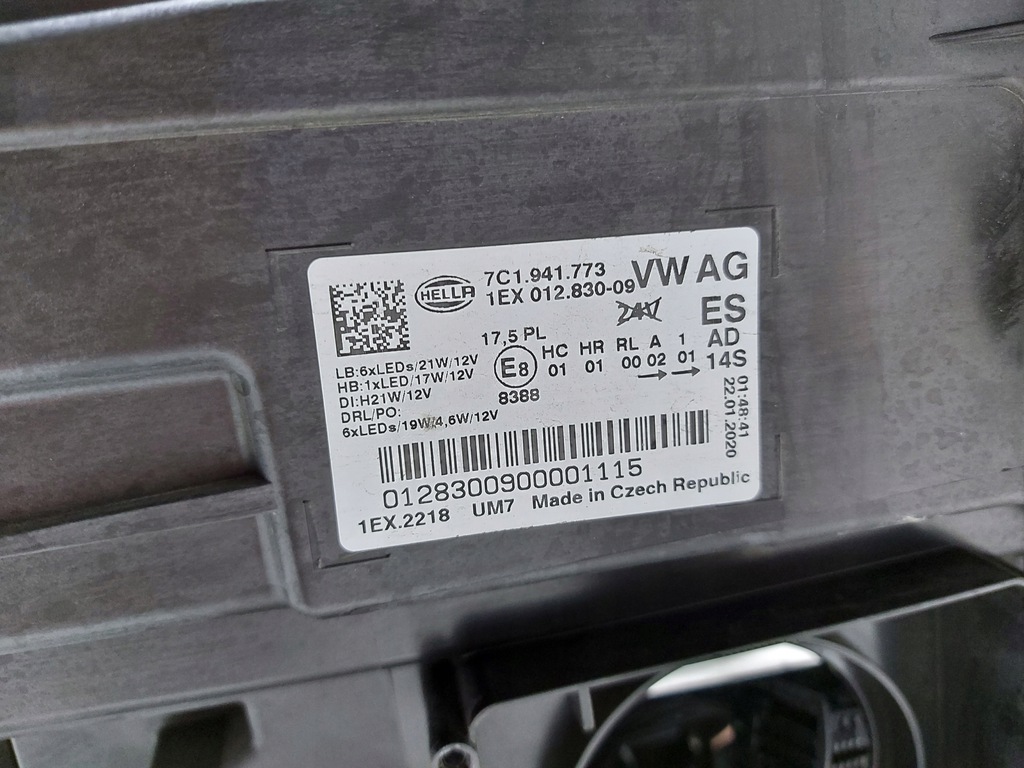 HELLA
7C1.941.773
1EX 012.830-09
VW AG
24V
ES
17,5 PL
AD
LB:6xLEDs/21W/12V
HB:1xLED/17W/12V
DI:H21W/12V
DRL/PO:
6xLEDs/19W/4,6W/12V
E8
8388
HC HR RL A 1
01 01 00 02 01
14S
01:48:41
22.01.2020
0128300900001115
1EX.2218 UM7 Made in Czech Republic